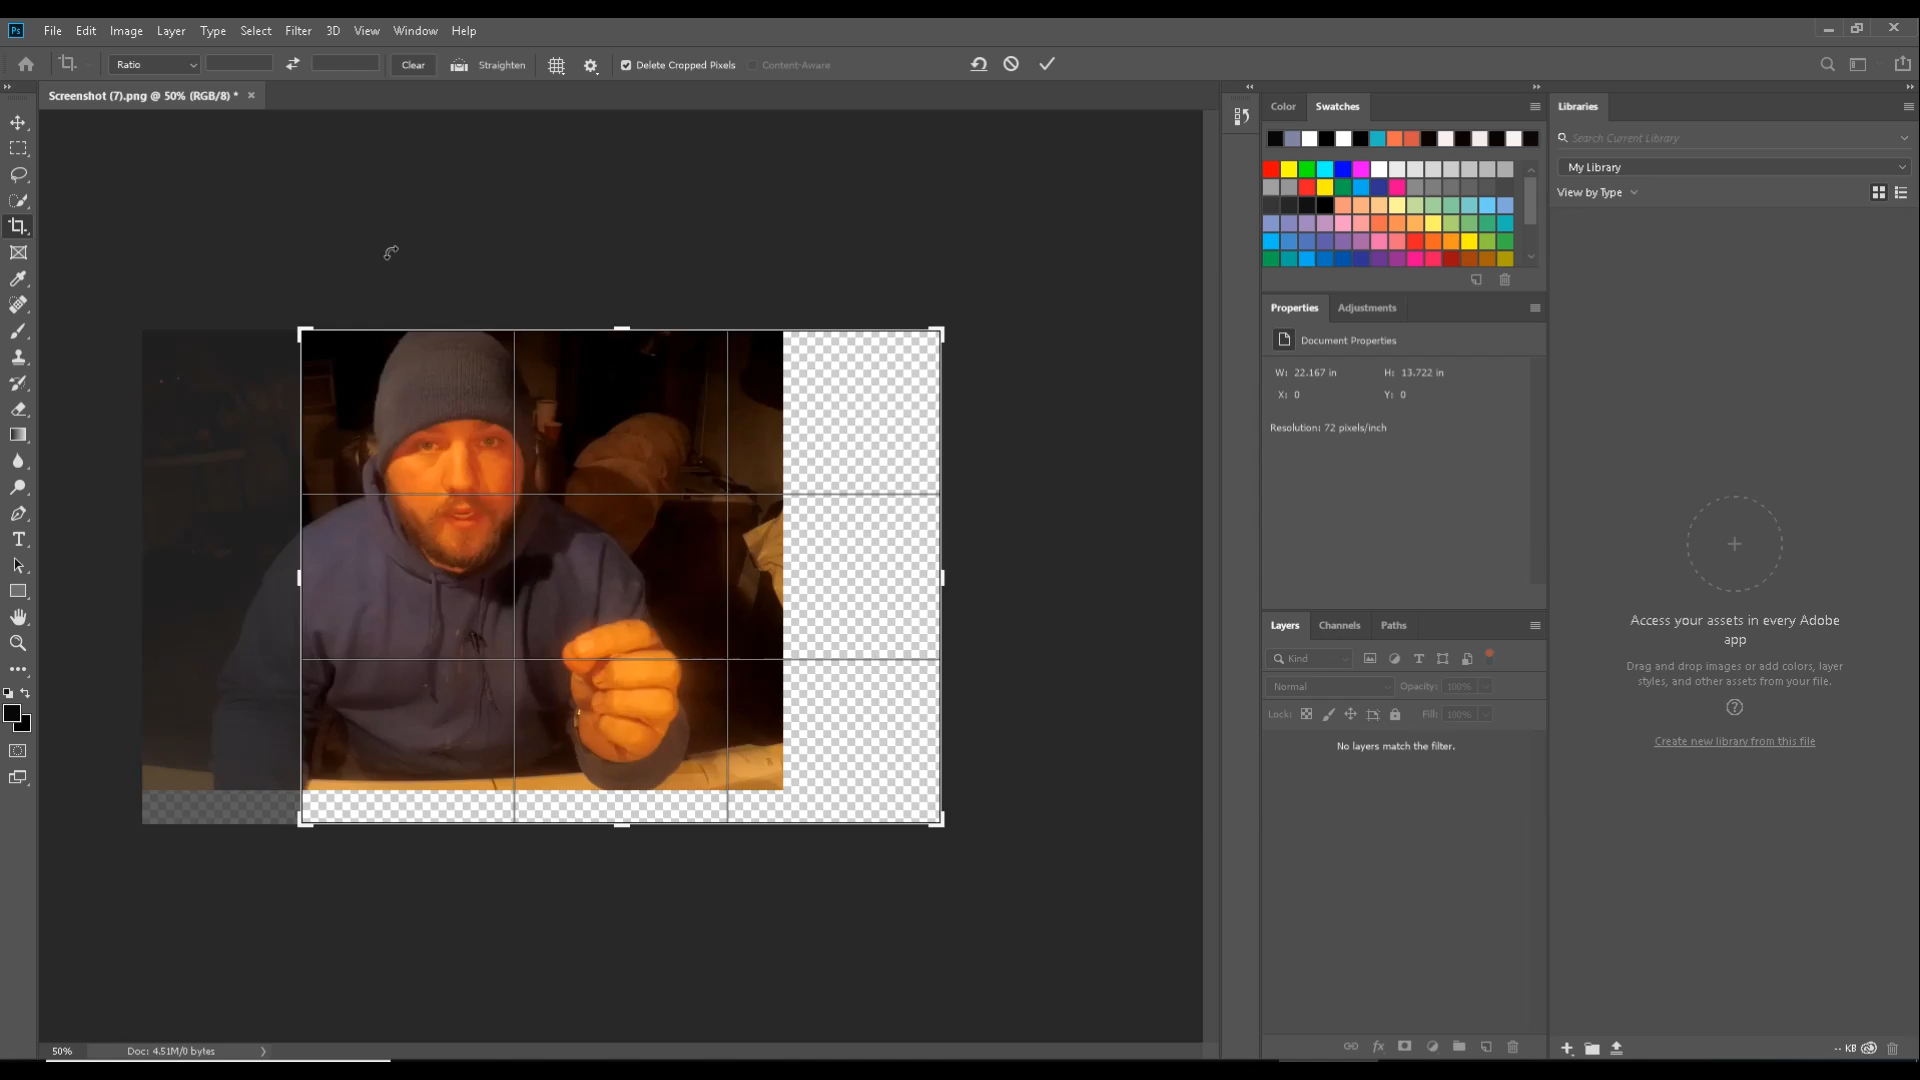 Ps File Edit Image Layer Type Select Filter 3D View Window Help
Ratio Clear Straighten Delete Cropped Pixels Content-Aware
Screenshot (7).png @ 50% (RGB/8) * ×
Color Swatches
Libraries
Search Current Library
My Library
View by Type
Properties Adjustments
Document Properties
W: 22.167 in H: 13.722 in
X: 0 Y: 0
Resolution: 72 pixels/inch
Access your assets in every Adobe
app
Drag and drop images or add colors, layer
styles, and other assets from your file.
Create new library from this file
Layers Channels Paths
Kind
Normal Opacity: 100%
Lock: Fill: 100%
No layers match the filter.
50% Doc: 4.51M/0 bytes
fx
-- KB